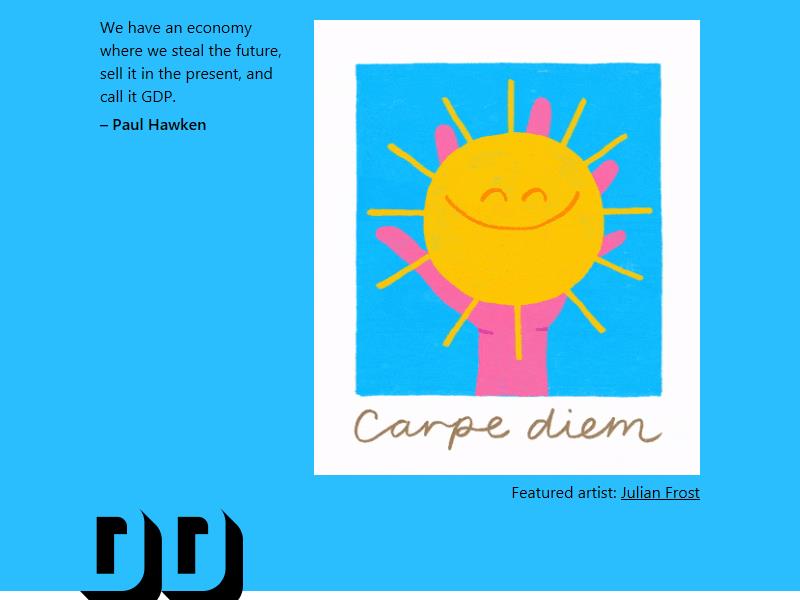 We have an economy
where we steal the future,
sell it in the present, and
call it GDP.
– Paul Hawken
Carpe diem
Featured artist: Julian Frost